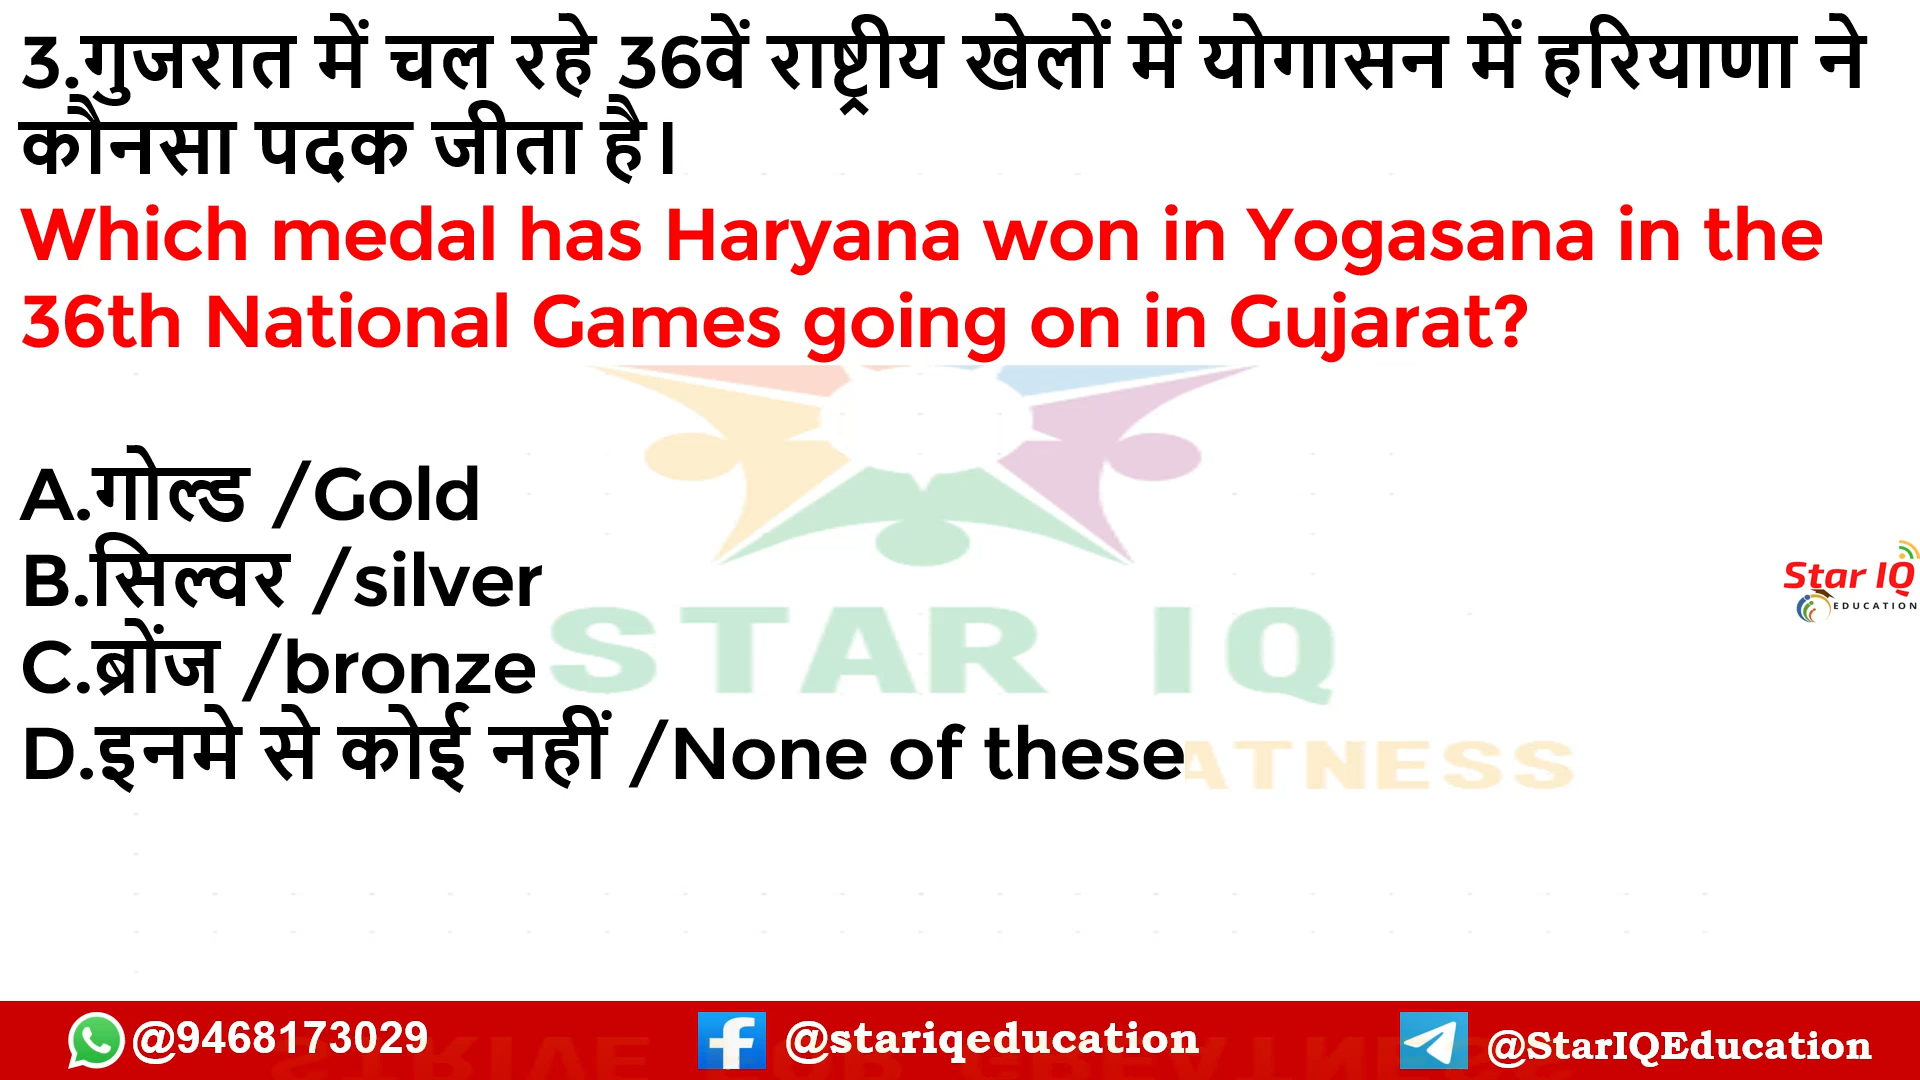 3.गुजरात में चल रहे 36वें राष्ट्रीय खेलों में योगासन में हरियाणा ने
कौनसा पदक जीता है।
Which medal has Haryana won in Yogasana in the
36th National Games going on in Gujarat?
A.गोल्ड /Gold
B.सिल्वर /silver
C.ब्रोंज /bronze
D.इनमे से कोई नहीं /None of these
STAR IQ
ATNESS
Star IQ
EDUCATION
@9468173029
@stariqeducation
@StarIQEducation